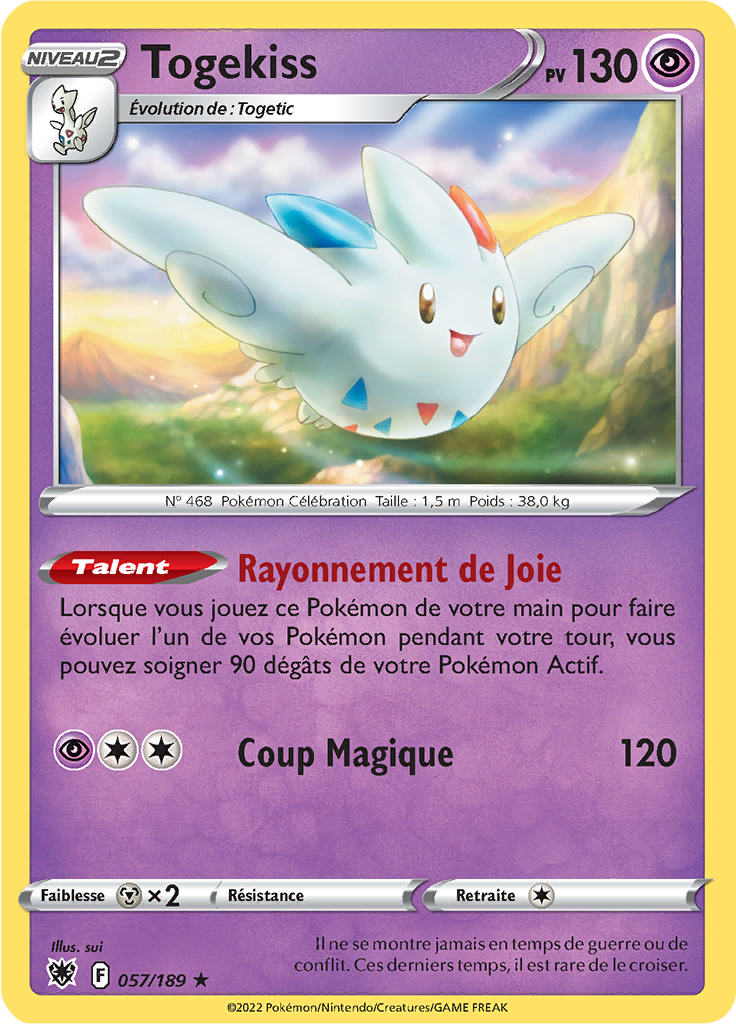 NIVEAU 2
Togekiss
PV 130
Évolution de : Togetic
N° 468 Pokémon Célébration Taille : 1,5 m Poids : 38,0 kg
Talent Rayonnement de Joie
Lorsque vous jouez ce Pokémon de votre main pour faire
évoluer l'un de vos Pokémon pendant votre tour, vous
pouvez soigner 90 dégâts de votre Pokémon Actif.
Coup Magique 120
Faiblesse ×2 Résistance Retraite
Illus. sui
F 057/189 ★
Il ne se montre jamais en temps de guerre ou de
conflit. Ces derniers temps, il est rare de le croiser.
©2022 Pokémon/Nintendo/Creatures/GAME FREAK